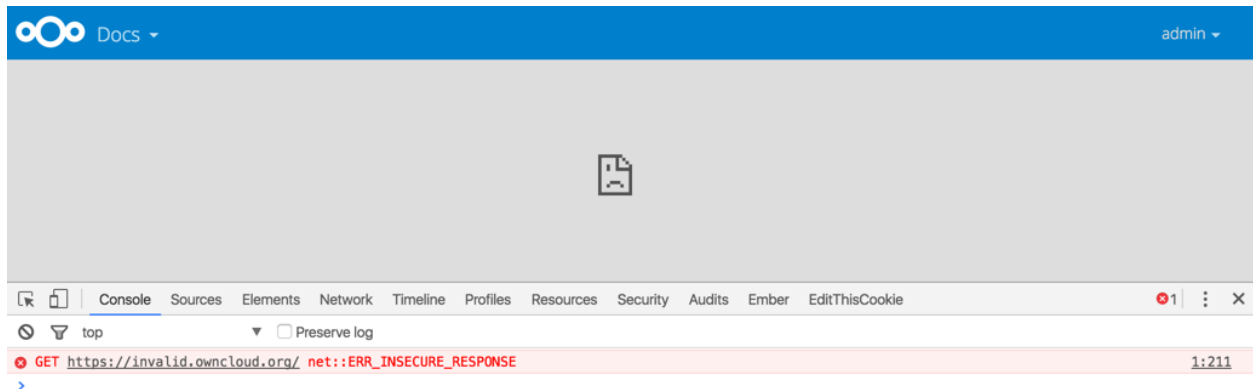 Docs admin
Console Sources Elements Network Timeline Profiles Resources Security Audits Ember EditThisCookie 1
top Preserve log
GET https://invalid.owncloud.org/ net::ERR_INSECURE_RESPONSE 1:211